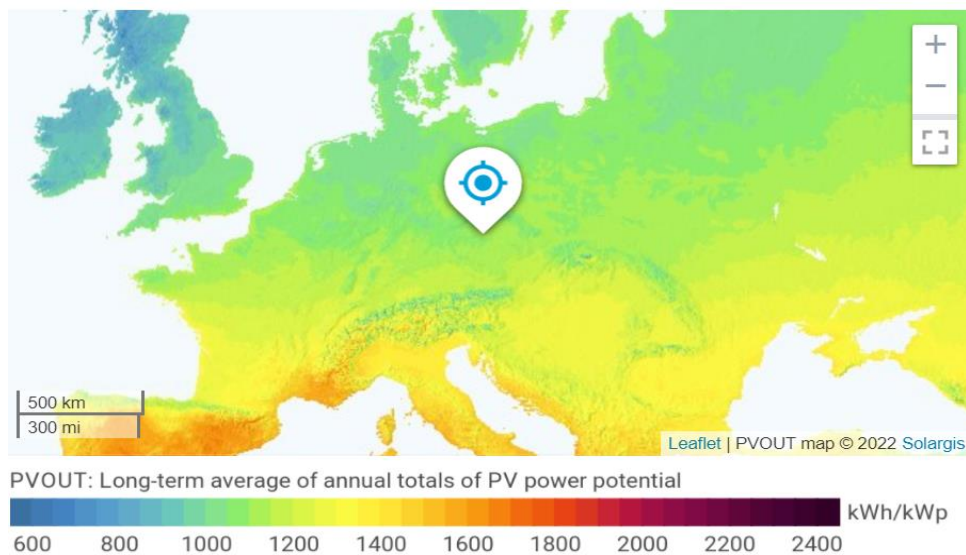 +
−
500 km
300 mi
Leaflet | PVOUT map © 2022 Solargis
PVOUT: Long-term average of annual totals of PV power potential
kWh/kWp
600 800 1000 1200 1400 1600 1800 2000 2200 2400